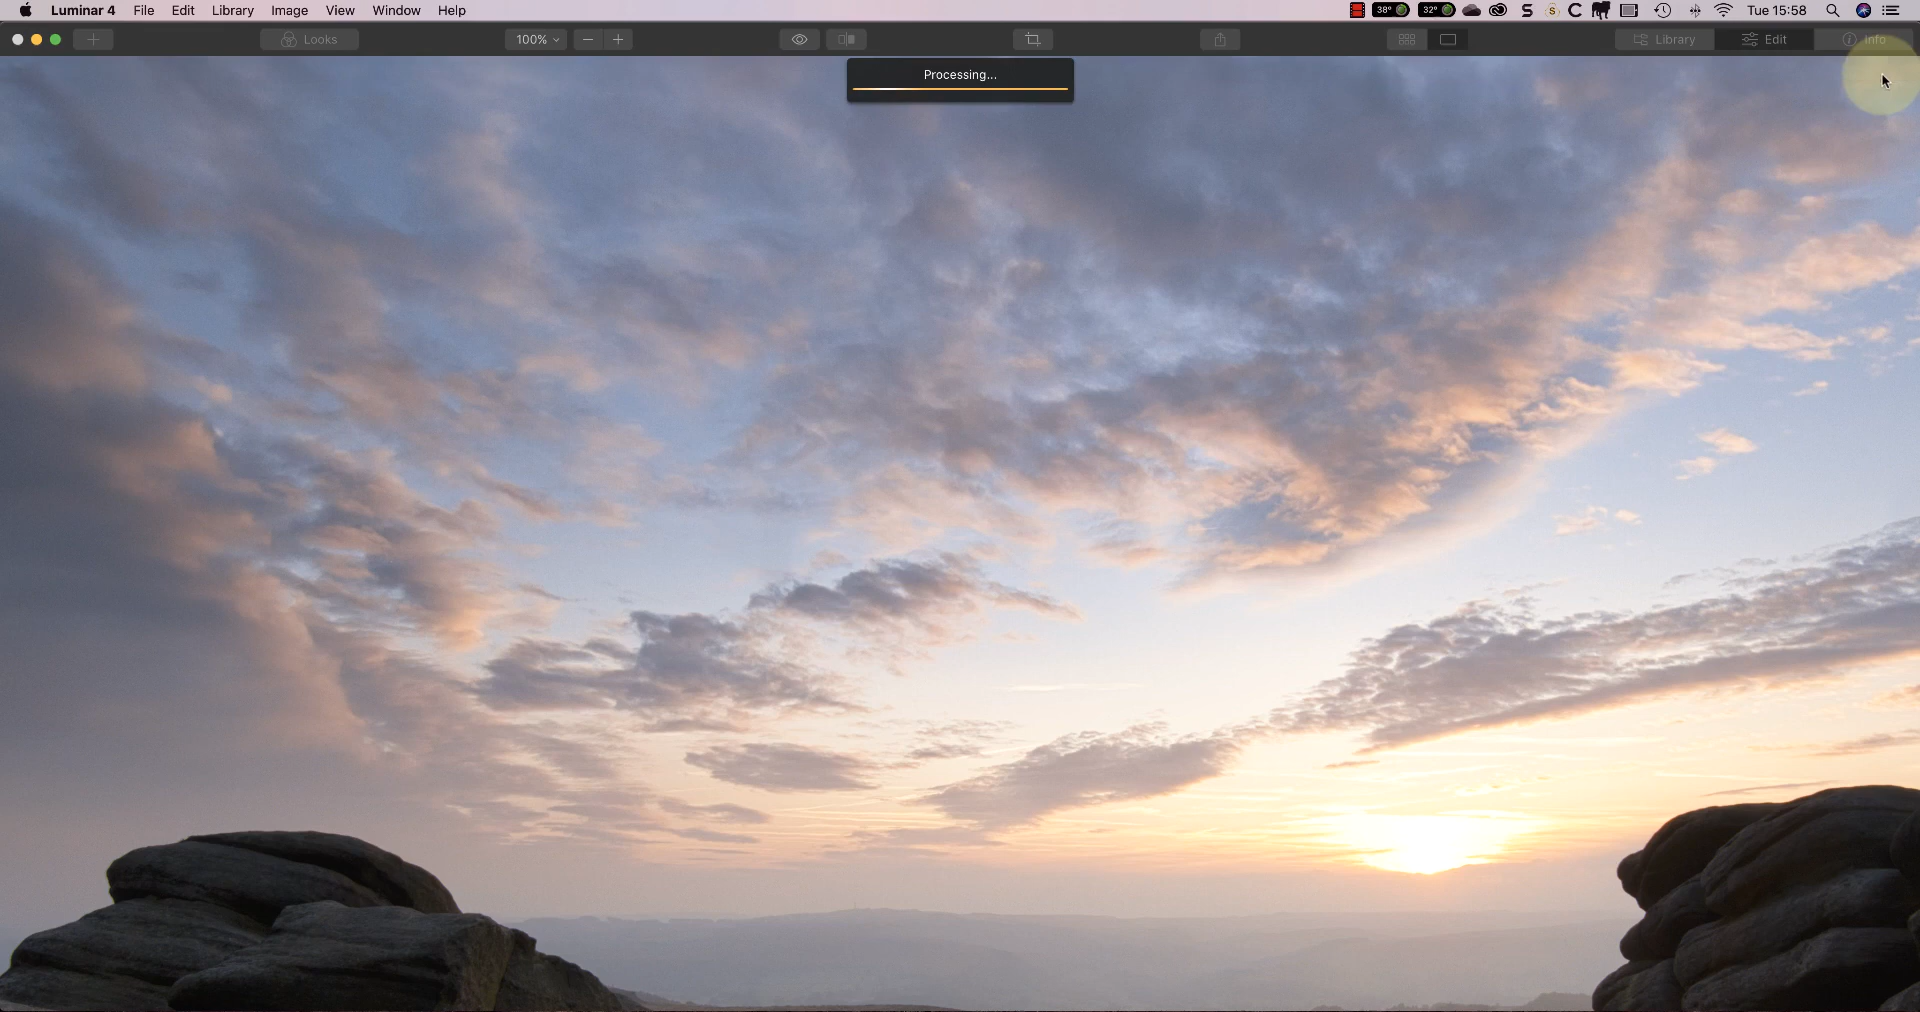 Luminar 4 File Edit Library Image View Window Help 38° 32° Tue 15:58
Looks 100% Library Edit Info
Processing...